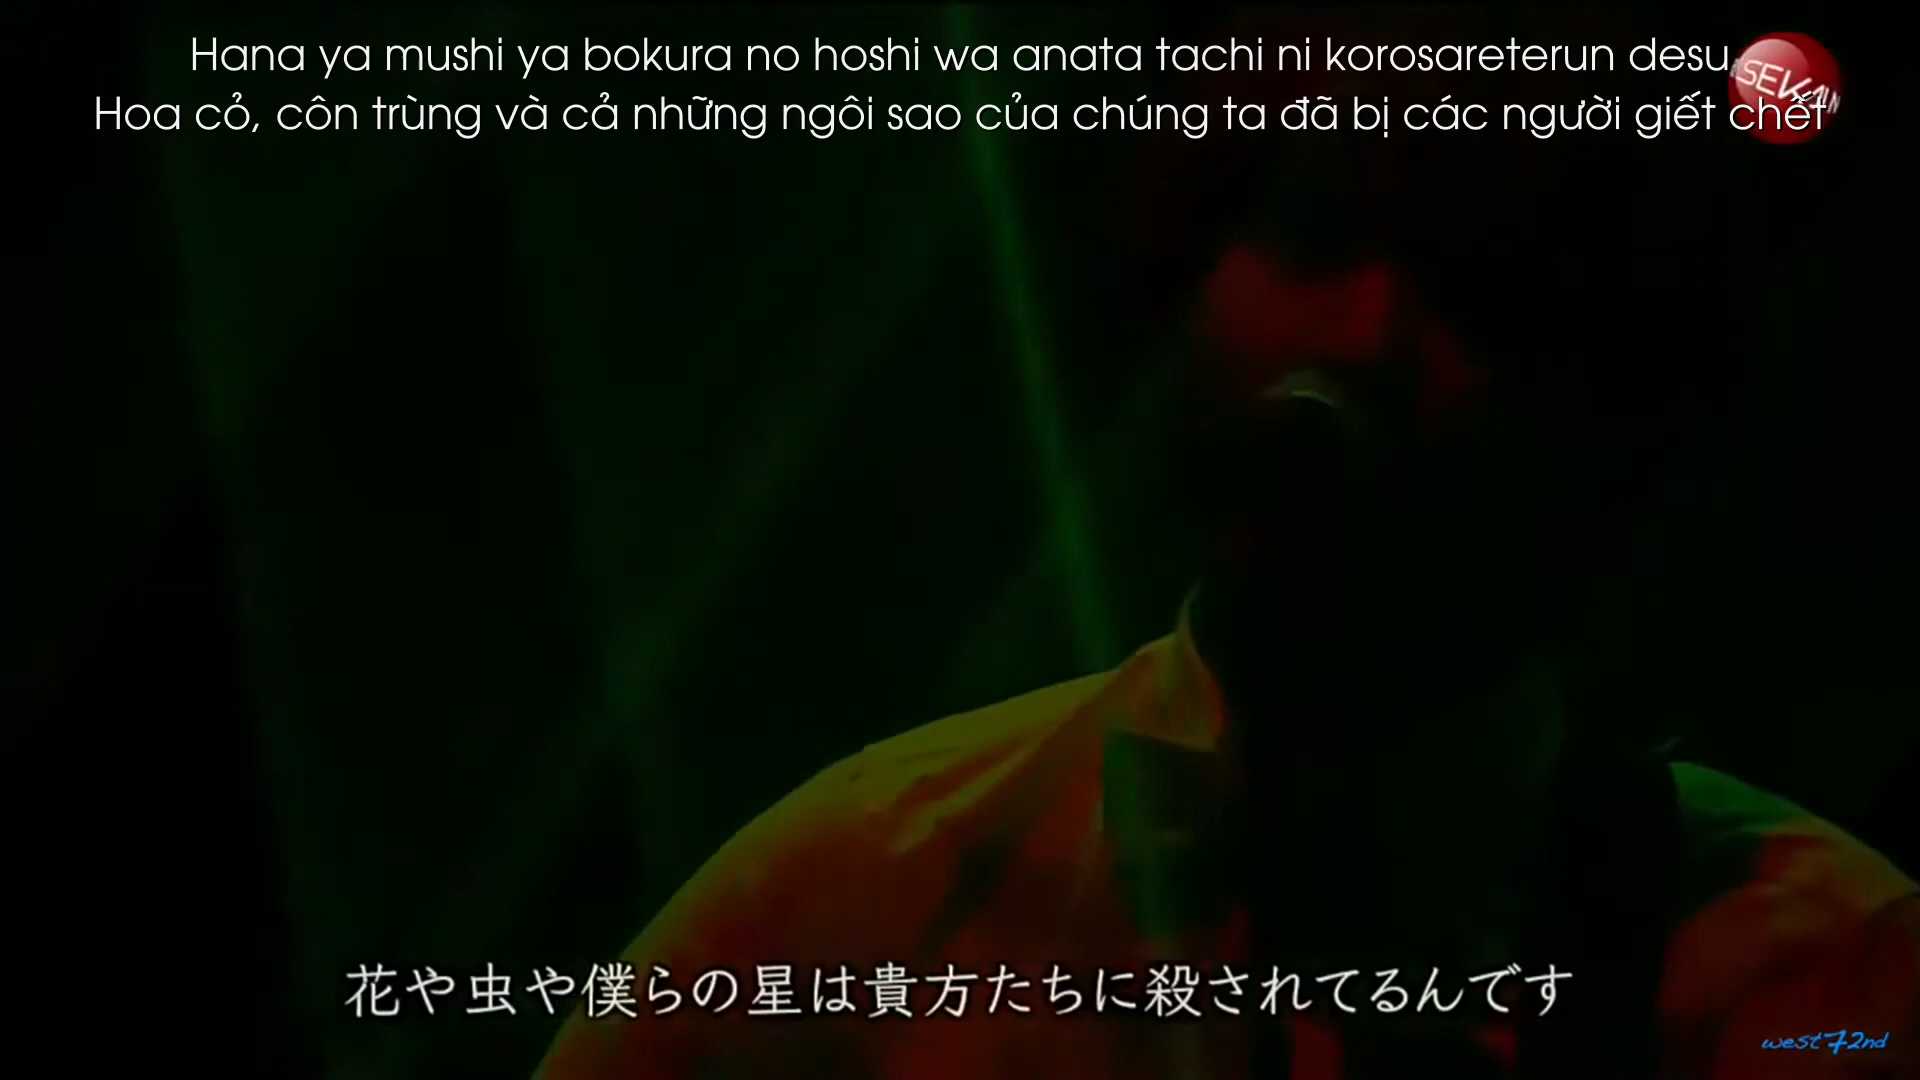 Hana ya mushi ya bokura no hoshi wa anata tachi ni korosareterun desu
Hoa cỏ, côn trùng và cả những ngôi sao của chúng ta đã bị các người giết chết
花や虫や僕らの星は貴方たちに殺されてるんです
west72nd